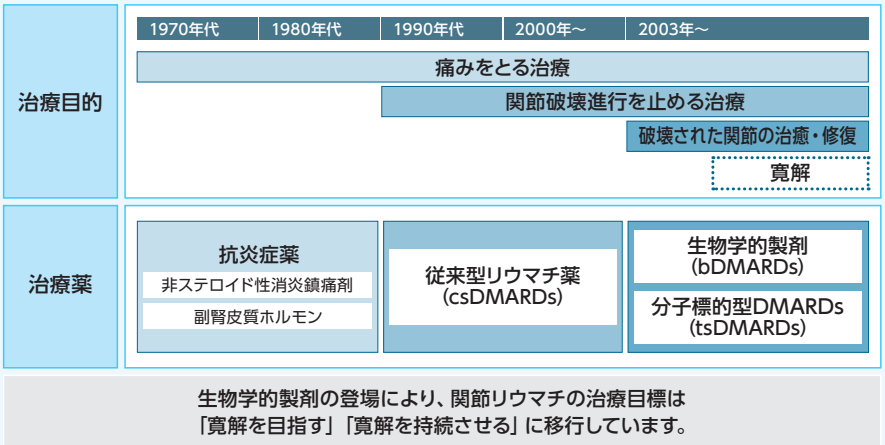 1970年代
1980年代
1990年代
2000年～
2003年～
治療目的
痛みをとる治療
関節破壊進行を止める治療
破壊された関節の治癒・修復
寛解
治療薬
抗炎症薬
非ステロイド性消炎鎮痛剤
副腎皮質ホルモン
従来型リウマチ薬
(csDMARDs)
生物学的製剤
(bDMARDs)
分子標的型DMARDs
(tsDMARDs)
生物学的製剤の登場により、関節リウマチの治療目標は
「寛解を目指す」「寛解を持続させる」に移行しています。